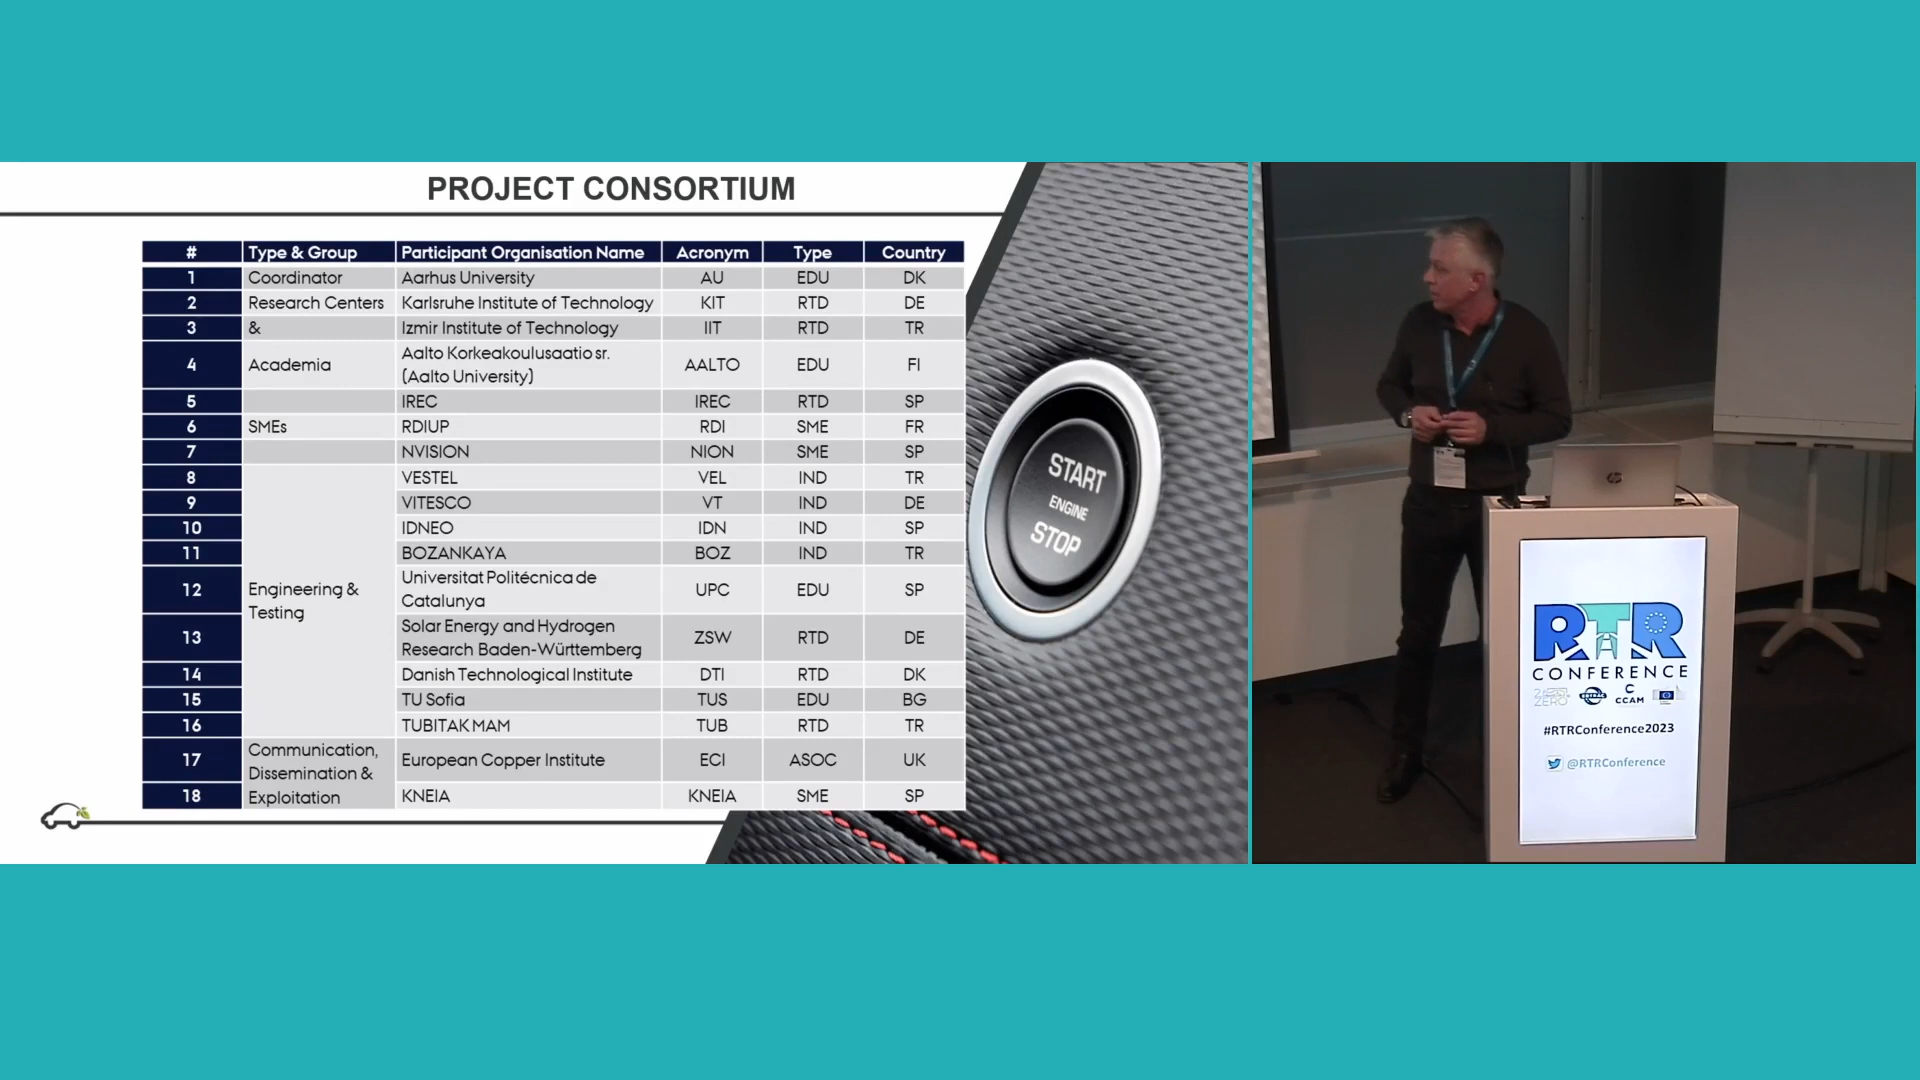 PROJECT CONSORTIUM
# Type & Group Participant Organisation Name Acronym Type Country
1 Coordinator Aarhus University AU EDU DK
2 Research Centers Karlsruhe Institute of Technology KIT RTD DE
3 & Izmir Institute of Technology IIT RTD TR
4 Academia Aalto Korkeakoulusaatio sr.
(Aalto University) AALTO EDU FI
5 IREC IREC RTD SP
6 SMEs RDIUP RDI SME FR
7 NVISION NION SME SP
8 VESTEL VEL IND TR
9 VITESCO VT IND DE
10 IDNEO IDN IND SP
11 BOZANKAYA BOZ IND TR
12 Engineering &
Testing Universitat Politécnica de
Catalunya UPC EDU SP
13 Solar Energy and Hydrogen
Research Baden-Württemberg ZSW RTD DE
14 Danish Technological Institute DTI RTD DK
15 TU Sofia TUS EDU BG
16 TUBITAK MAM TUB RTD TR
17 Communication,
Dissemination &
Exploitation European Copper Institute ECI ASOC UK
18 KNEIA KNEIA SME SP
START
ENGINE
STOP
hp
RTR
CONFERENCE
ZERO
ERTRAC
CCAM
#RTRConference2023
@RTRConference